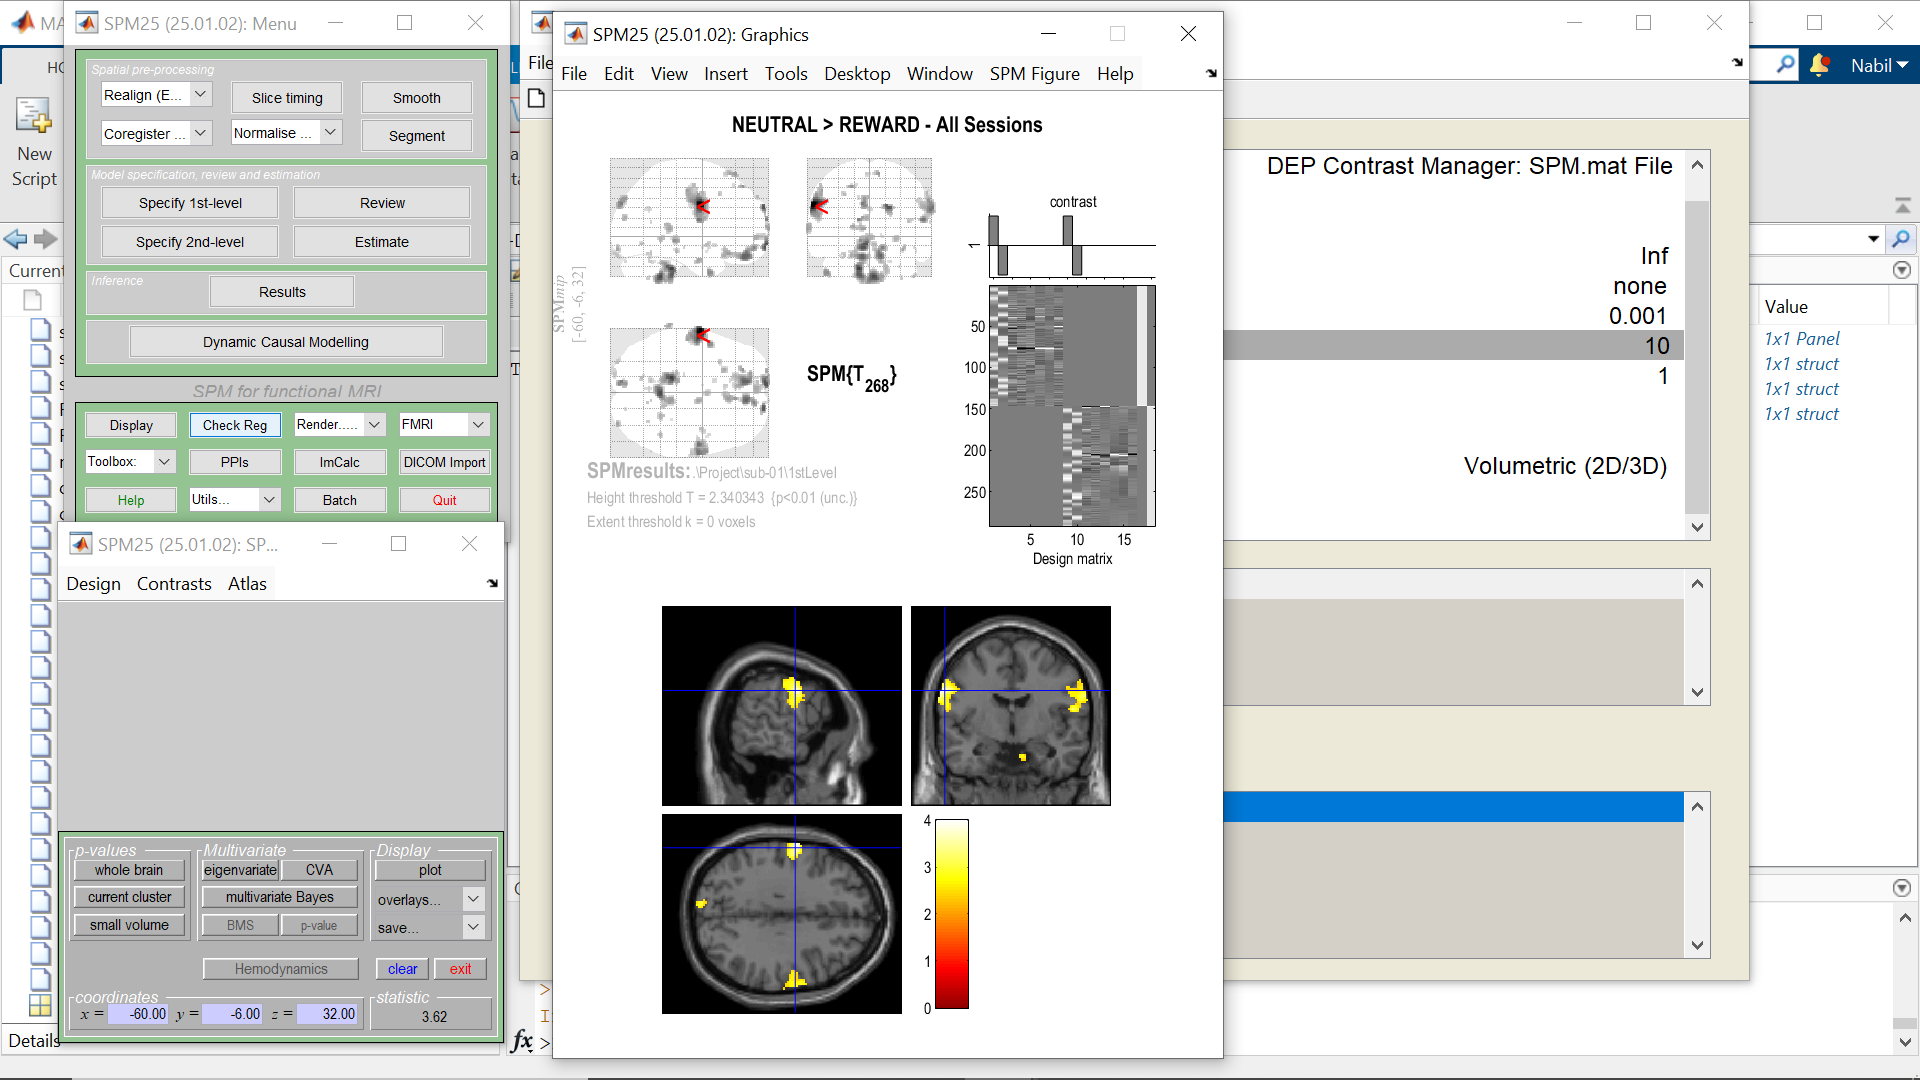 MA
HO
New
Script
Current
Details
SPM25 (25.01.02): Menu
Spatial pre-processing
Realign (E...
Slice timing
Smooth
Coregister ...
Normalise ...
Segment
Model specification, review and estimation
Specify 1st-level
Review
Specify 2nd-level
Estimate
Inference
Results
Dynamic Causal Modelling
SPM for functional MRI
Display
Check Reg
Render.....
FMRI
Toolbox:
PPIs
ImCalc
DICOM Import
Help
Utils...
Batch
Quit
SPM25 (25.01.02): SP...
Design
Contrasts
Atlas
p-values
whole brain
current cluster
small volume
Multivariate
eigenvariate
CVA
multivariate Bayes
BMS
p-value
Display
plot
overlays...
save...
Hemodynamics
clear
exit
coordinates
x = -60.00
y = -6.00
z = 32.00
statistic
3.62
File
SPM25 (25.01.02): Graphics
File
Edit
View
Insert
Tools
Desktop
Window
SPM Figure
Help
NEUTRAL > REWARD - All Sessions
SPMmip
[-60, -6, 32]
contrast
1
SPM{T268}
50
100
150
200
250
5
10
15
Design matrix
SPMresults: .\Project\sub-01\1stLevel
Height threshold T = 2.340343 {p<0.01 (unc.)}
Extent threshold k = 0 voxels
4
3
2
1
0
fx >
DEP Contrast Manager: SPM.mat File
Inf
none
0.001
10
1
Volumetric (2D/3D)
Nabil
Value
1x1 Panel
1x1 struct
1x1 struct
1x1 struct